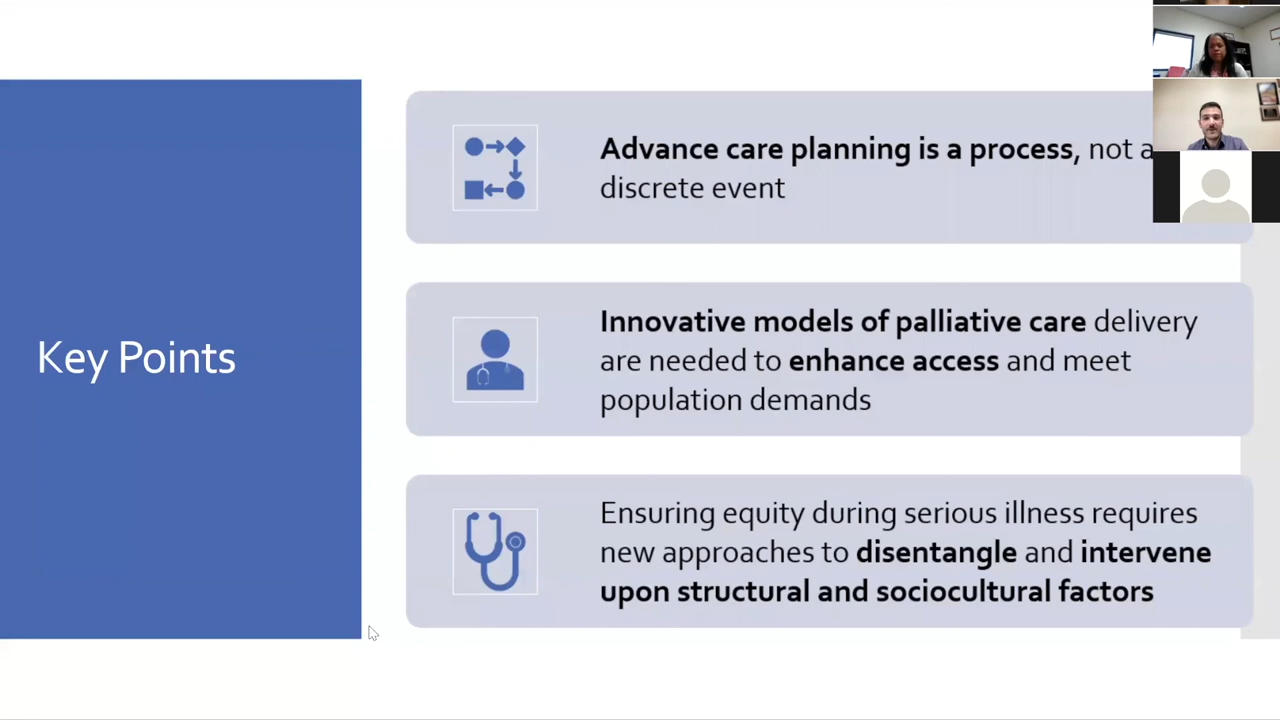 Key Points
Advance care planning is a process, not a
discrete event
Innovative models of palliative care delivery
are needed to enhance access and meet
population demands
Ensuring equity during serious illness requires
new approaches to disentangle and intervene
upon structural and sociocultural factors